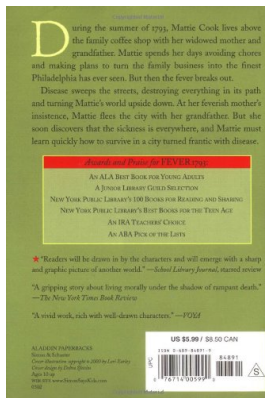 During the summer of 1793, Mattie Cook lives above
the family coffee shop with her widowed mother and
grandfather. Mattie spends her days avoiding chores
and making plans to turn the family business into the finest
Philadelphia has ever seen. But then the fever breaks out.
Disease sweeps the streets, destroying everything in its path
and turning Mattie's world upside down. At her feverish mother's
insistence, Mattie flees the city with her grandfather. But she
soon discovers that the sickness is everywhere, and Mattie must
learn quickly how to survive in a city turned frantic with disease.
Awards and Praise for FEVER 1793:
AN ALA BEST BOOK FOR YOUNG ADULTS
A JUNIOR LIBRARY GUILD SELECTION
NEW YORK PUBLIC LIBRARY'S 100 BOOKS FOR READING AND SHARING
NEW YORK PUBLIC LIBRARY'S BEST BOOKS FOR THE TEEN AGE
AN IRA TEACHERS' CHOICE
AN ABA PICK OF THE LISTS
★ "Readers will be drawn in by the characters and will emerge with a sharp
and graphic picture of another world." —School Library Journal, starred review
"A gripping story about living morally under the shadow of rampant death."
—The New York Times Book Review
"A vivid work, rich with well-drawn characters." —VOYA
ALADDIN PAPERBACKS
Simon & Schuster
Ages 10 up
0102
US $5.99 / $8.50 CAN
UPC
84891
S
76714 00599